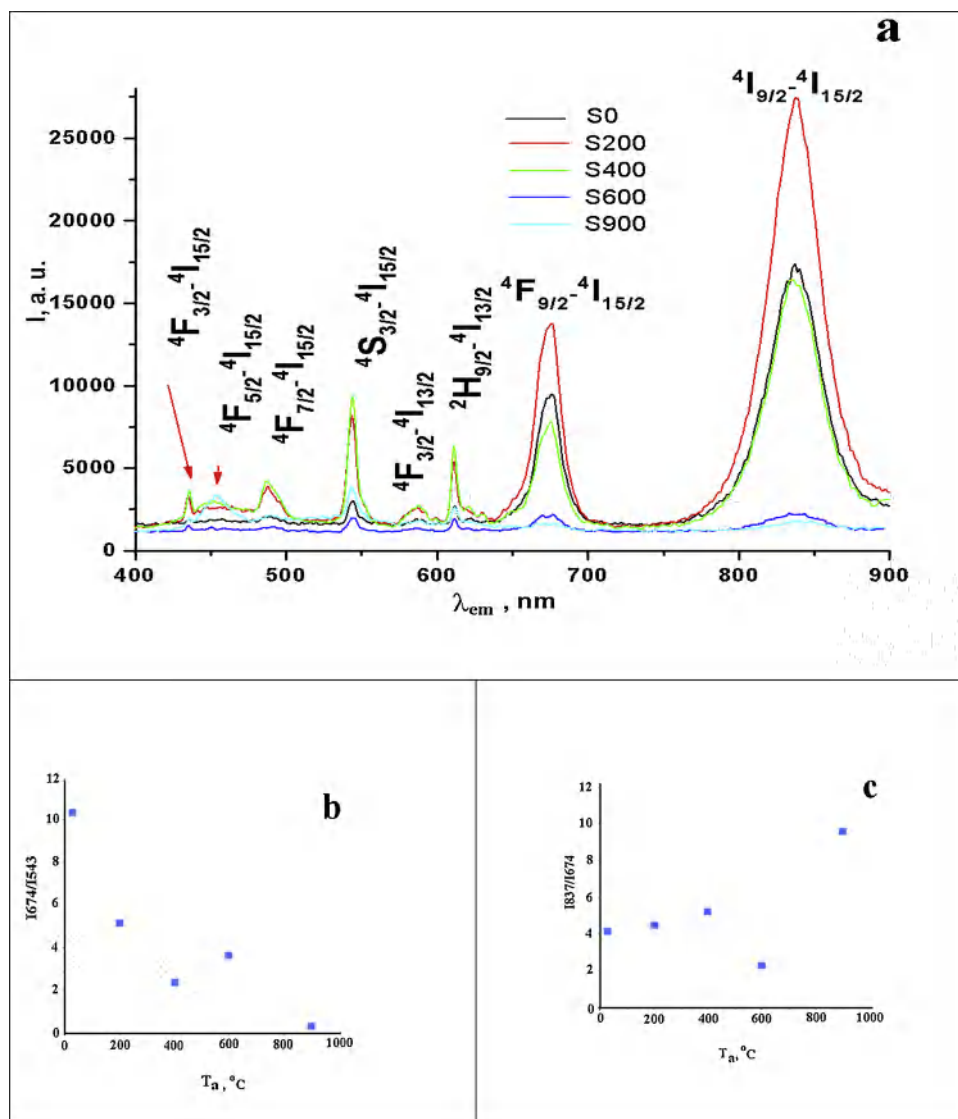 a
⁴I₉/₂-⁴I₁₅/₂
S0
S200
S400
S600
S900
⁴F₃/₂-⁴I₁₅/₂
⁴F₅/₂-⁴I₁₅/₂
⁴F₇/₂-⁴I₁₅/₂
⁴S₃/₂-⁴I₁₅/₂
⁴F₃/₂-⁴I₁₃/₂
²H₉/₂-⁴I₁₃/₂
⁴F₉/₂-⁴I₁₅/₂
I, a. u.
25000
20000
15000
10000
5000
0
400 500 600 700 800 900
λem , nm
b
I674/I543
12
10
8
6
4
2
0
0 200 400 600 800 1000
Ta , °C
c
I837/I674
12
10
8
6
4
2
0
0 200 400 600 800 1000
Ta, °C